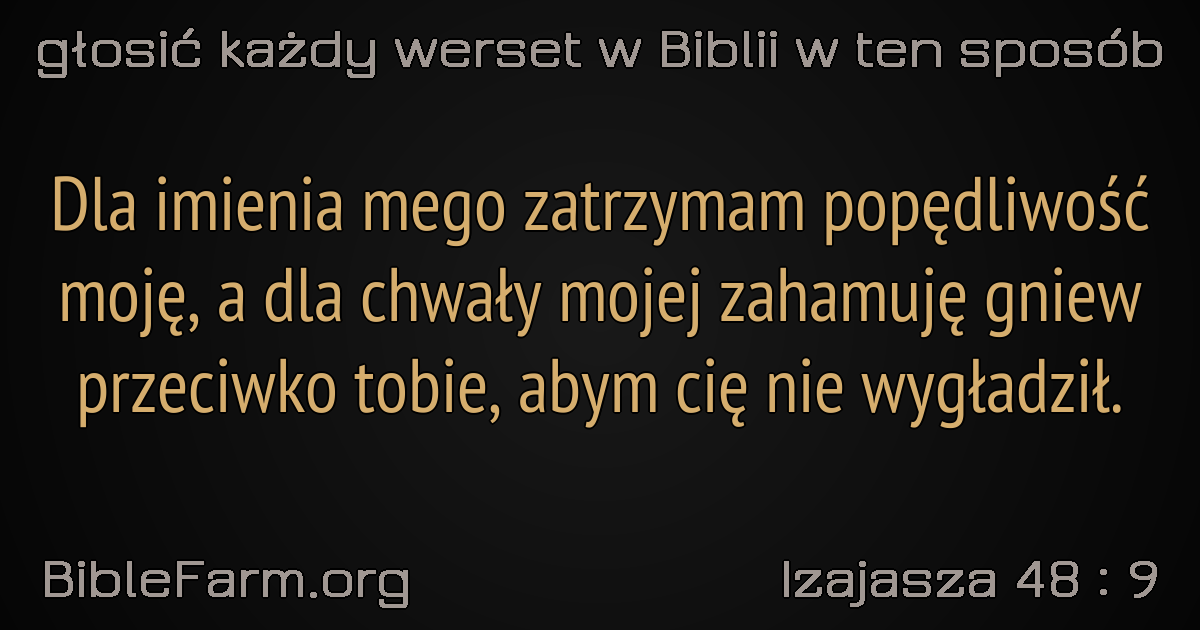 głosić każdy werset w Biblii w ten sposób
Dla imienia mego zatrzymam popędliwość
moję, a dla chwały mojej zahamuję gniew
przeciwko tobie, abym cię nie wygładził.
BibleFarm.org
Izajasza 48 : 9